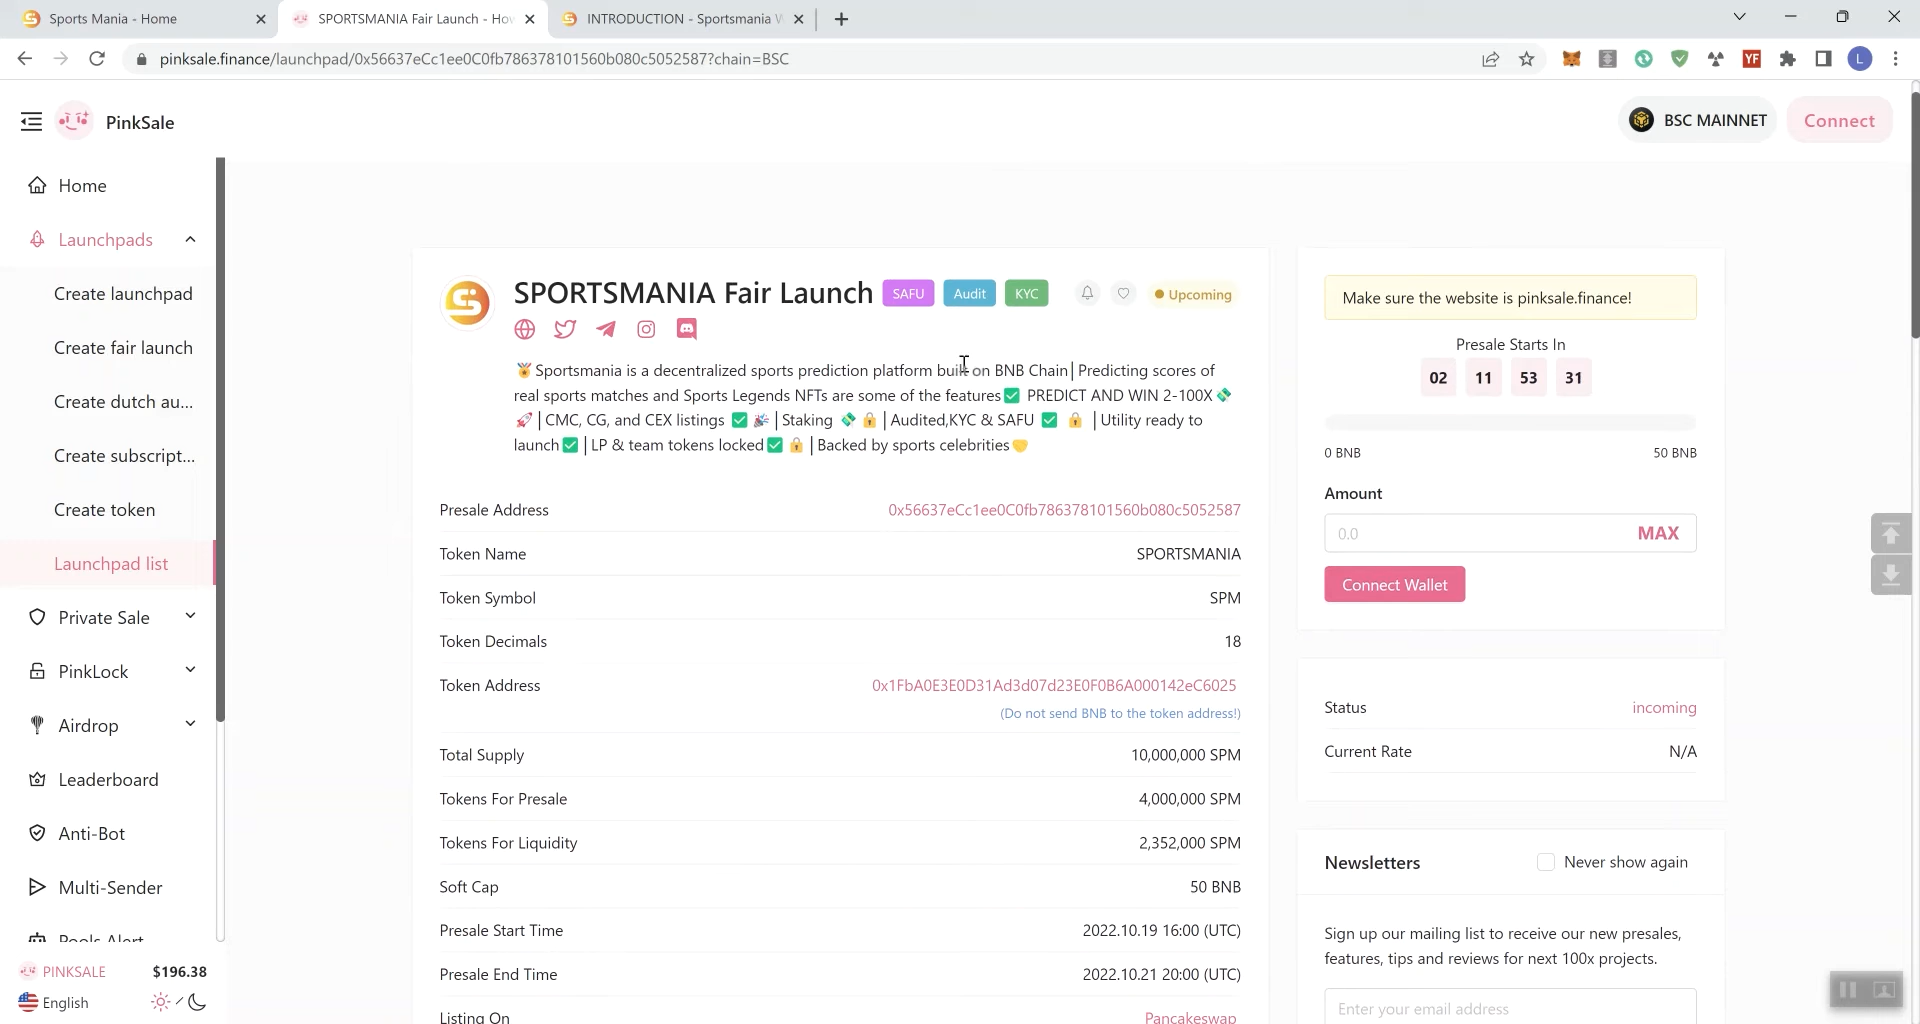 Sports Mania - Home
SPORTSMANIA Fair Launch - Ho
INTRODUCTION - Sportsmania
pinksale.finance/launchpad/0x56637eCc1ee0C0fb786378101560b080c5052587?chain=BSC
YF
L
PinkSale
BSC MAINNET
Connect
Home
Launchpads
Create launchpad
Create fair launch
Create dutch au...
Create subscript...
Create token
Launchpad list
Private Sale
PinkLock
Airdrop
Leaderboard
Anti-Bot
Multi-Sender
Pools Alert
PINKSALE $196.38
English
SPORTSMANIA Fair Launch SAFU Audit KYC Upcoming
🏅Sportsmania is a decentralized sports prediction platform built on BNB Chain│Predicting scores of
real sports matches and Sports Legends NFTs are some of the features✅ PREDICT AND WIN 2-100X💸
🚀│CMC, CG, and CEX listings ✅ 🎉│Staking 💸 🔒│Audited,KYC & SAFU ✅ 🔒 │Utility ready to
launch✅│LP & team tokens locked✅ 🔒│Backed by sports celebrities🤝
Presale Address 0x56637eCc1ee0C0fb786378101560b080c5052587
Token Name SPORTSMANIA
Token Symbol SPM
Token Decimals 18
Token Address 0x1FbA0E3E0D31Ad3d07d23E0F0B6A000142eC6025
(Do not send BNB to the token address!)
Total Supply 10,000,000 SPM
Tokens For Presale 4,000,000 SPM
Tokens For Liquidity 2,352,000 SPM
Soft Cap 50 BNB
Presale Start Time 2022.10.19 16:00 (UTC)
Presale End Time 2022.10.21 20:00 (UTC)
Listing On Pancakeswap
Make sure the website is pinksale.finance!
Presale Starts In
02 11 53 31
0 BNB 50 BNB
Amount
0.0 MAX
Connect Wallet
Status incoming
Current Rate N/A
Newsletters Never show again
Sign up our mailing list to receive our new presales,
features, tips and reviews for next 100x projects.
Enter your email address